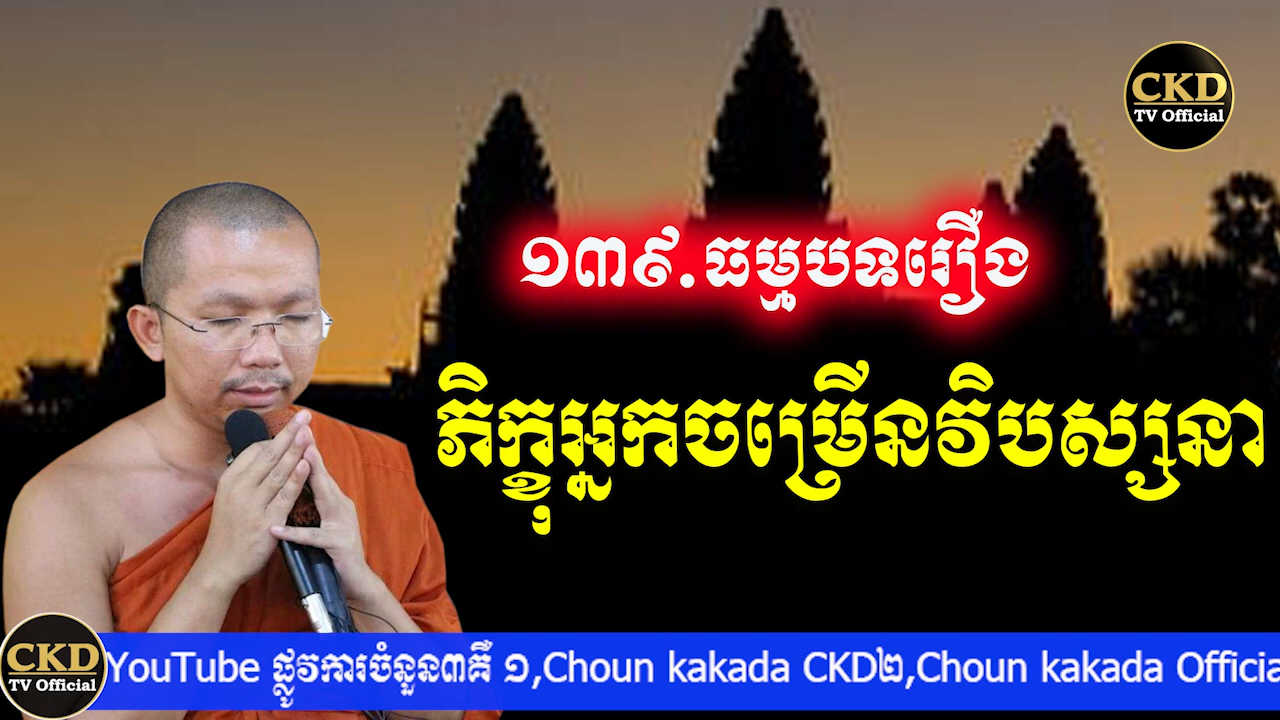 CKD
TV Official
១៣៩.ធម្មបទរឿង
ភិក្ខុអ្នកចម្រើនវិបស្សនា
CKD
TV Official
YouTube ផ្លូវការចំនួន៣គឺ ១,Choun kakada CKD២,Choun kakada Officia